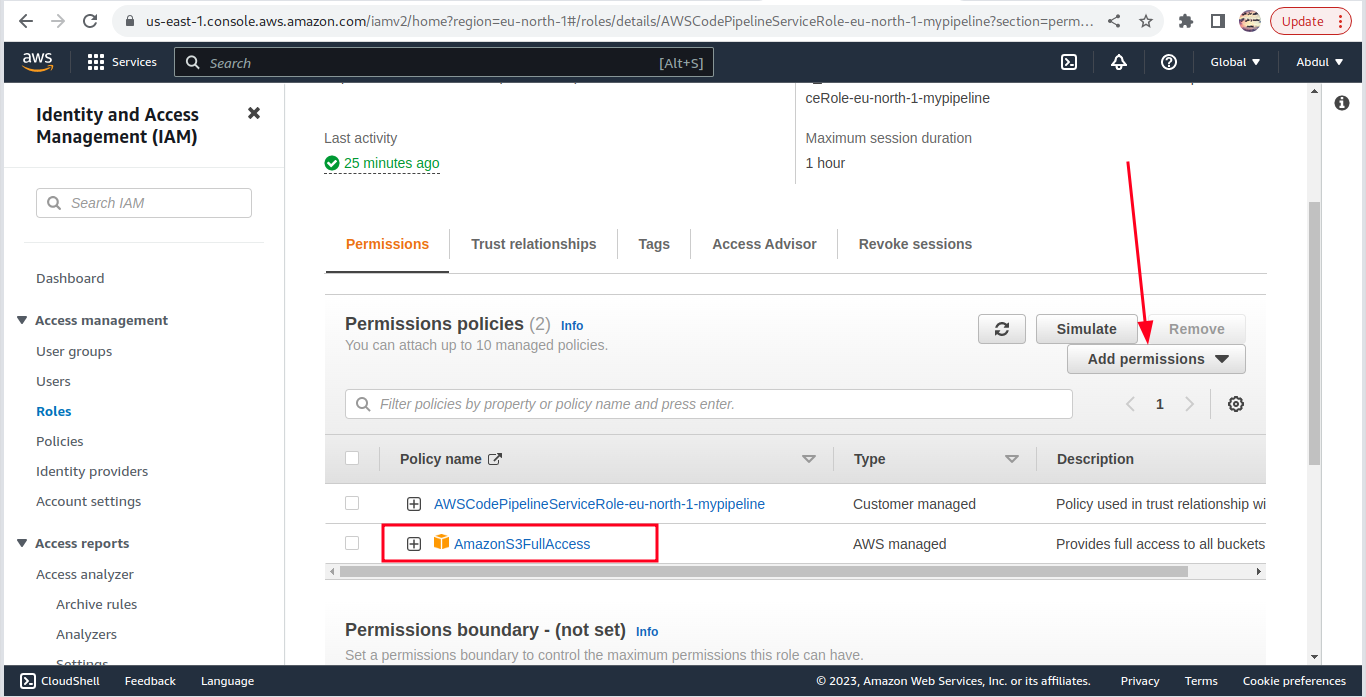 us-east-1.console.aws.amazon.com/iamv2/home?region=eu-north-1#/roles/details/AWSCodePipelineServiceRole-eu-north-1-mypipeline?section=perm...
Update
aws
Services
Search
[Alt+S]
Global
Abdul
Identity and Access
Management (IAM)
Search IAM
Dashboard
Access management
User groups
Users
Roles
Policies
Identity providers
Account settings
Access reports
Access analyzer
Archive rules
Analyzers
Settings
ceRole-eu-north-1-mypipeline
Last activity
25 minutes ago
Maximum session duration
1 hour
Permissions
Trust relationships
Tags
Access Advisor
Revoke sessions
Permissions policies (2) Info
You can attach up to 10 managed policies.
Simulate
Remove
Add permissions
Filter policies by property or policy name and press enter.
1
Policy name
Type
Description
AWSCodePipelineServiceRole-eu-north-1-mypipeline
Customer managed
Policy used in trust relationship wi
AmazonS3FullAccess
AWS managed
Provides full access to all buckets
Permissions boundary - (not set) Info
Set a permissions boundary to control the maximum permissions this role can have.
CloudShell
Feedback
Language
© 2023, Amazon Web Services, Inc. or its affiliates.
Privacy
Terms
Cookie preferences